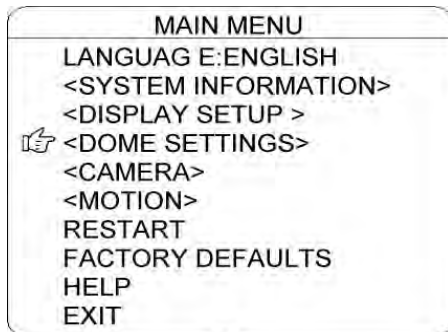 MAIN MENU
LANGUAG E:ENGLISH
<SYSTEM INFORMATION>
<DISPLAY SETUP >
<DOME SETTINGS>
<CAMERA>
<MOTION>
RESTART
FACTORY DEFAULTS
HELP
EXIT